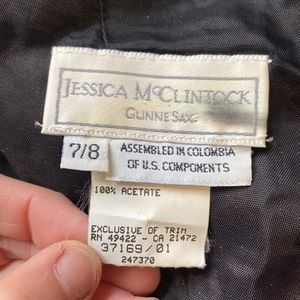 JESSICA McCLINTOCK
GUNNE SAX
7/8
ASSEMBLED IN COLOMBIA
OF U.S. COMPONENTS
100% ACETATE
EXCLUSIVE OF TRIM
RN 49422 - CA 21472
37169/01
247370